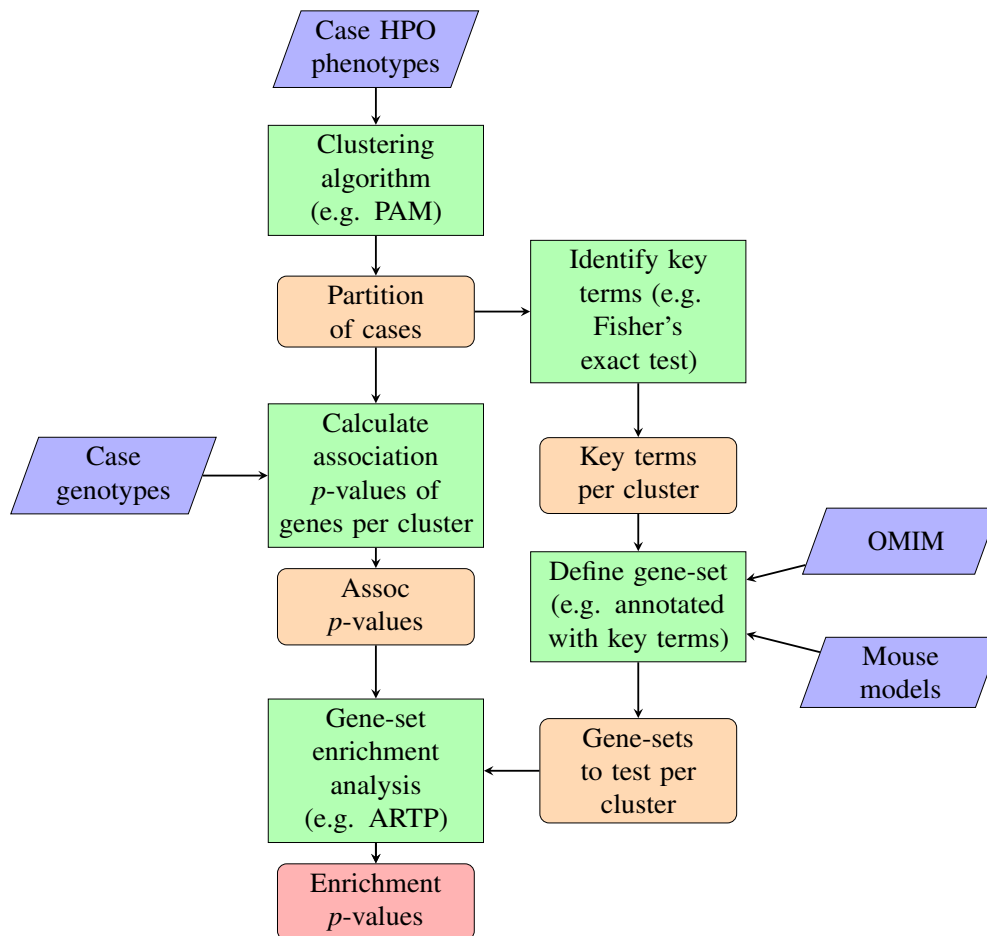 Case HPO
phenotypes
Clustering
algorithm
(e.g. PAM)
Partition
of cases
Identify key
terms (e.g.
Fisher's
exact test)
Calculate
association
p-values of
genes per cluster
Case
genotypes
Key terms
per cluster
Assoc
p-values
Define gene-set
(e.g. annotated
with key terms)
OMIM
Mouse
models
Gene-set
enrichment
analysis
(e.g. ARTP)
Gene-sets
to test per
cluster
Enrichment
p-values